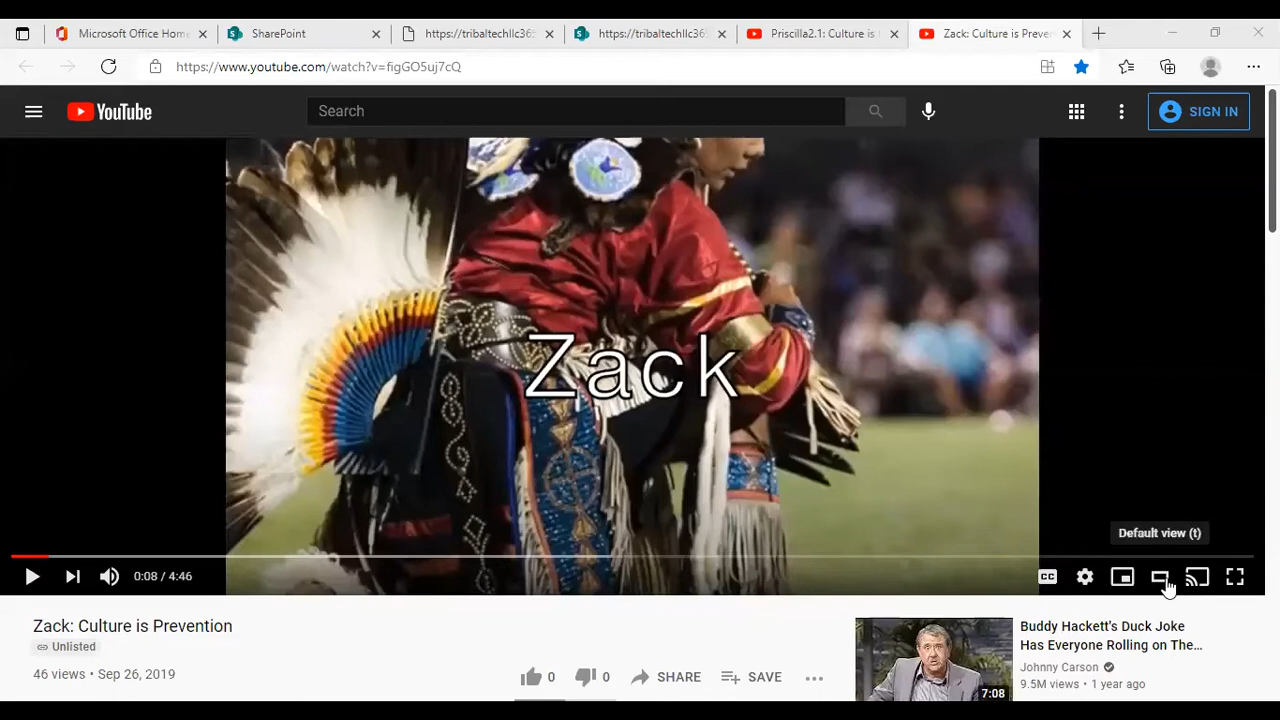 Microsoft Office Home
SharePoint
https://tribaltechllc365
https://tribaltechllc365
Priscilla2.1: Culture is
Zack: Culture is Preven
https://www.youtube.com/watch?v=figGO5uj7cQ
YouTube
Search
SIGN IN
Zack
Default view (t)
0:08 / 4:46
CC
Zack: Culture is Prevention
Unlisted
46 views • Sep 26, 2019
0
0
SHARE
SAVE
7:08
Buddy Hackett's Duck Joke
Has Everyone Rolling on The…
Johnny Carson
9.5M views • 1 year ago